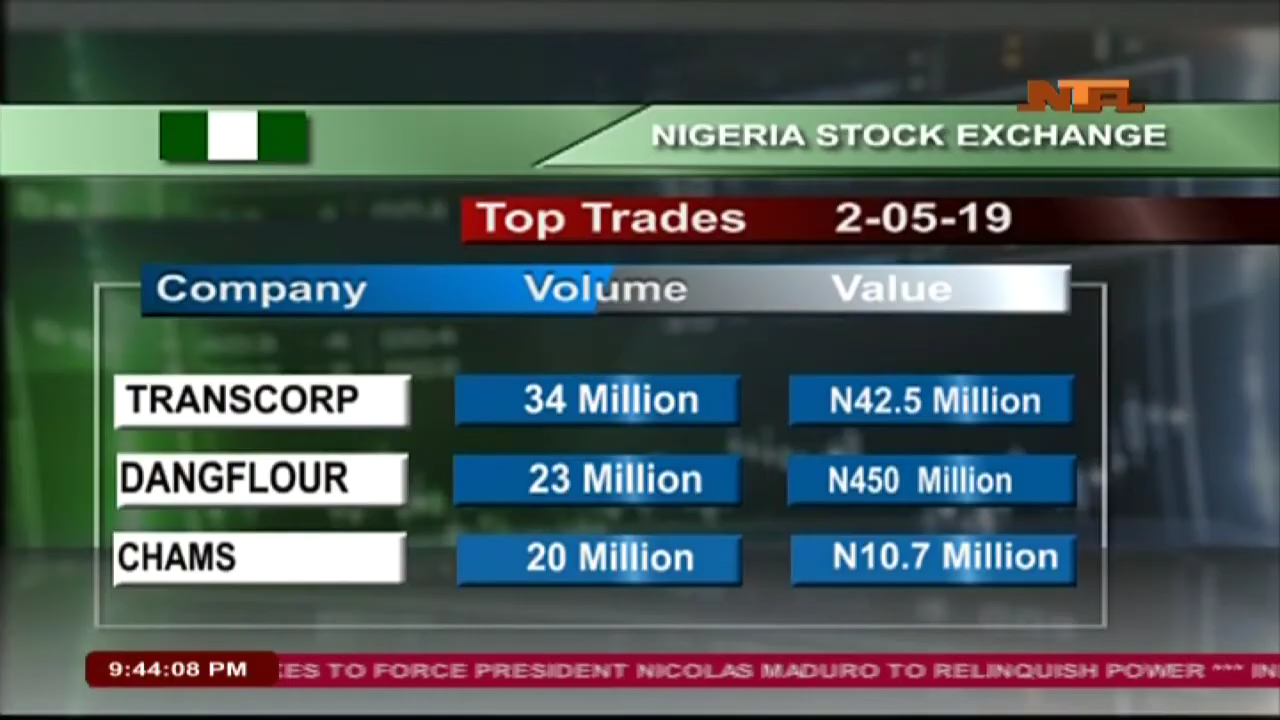 NTA
NIGERIA STOCK EXCHANGE
Top Trades 2-05-19
Company Volume Value
TRANSCORP 34 Million N42.5 Million
DANGFLOUR 23 Million N450 Million
CHAMS 20 Million N10.7 Million
9:44:08 PM TO FORCE PRESIDENT NICOLAS MADURO TO RELINQUISH POWER ***